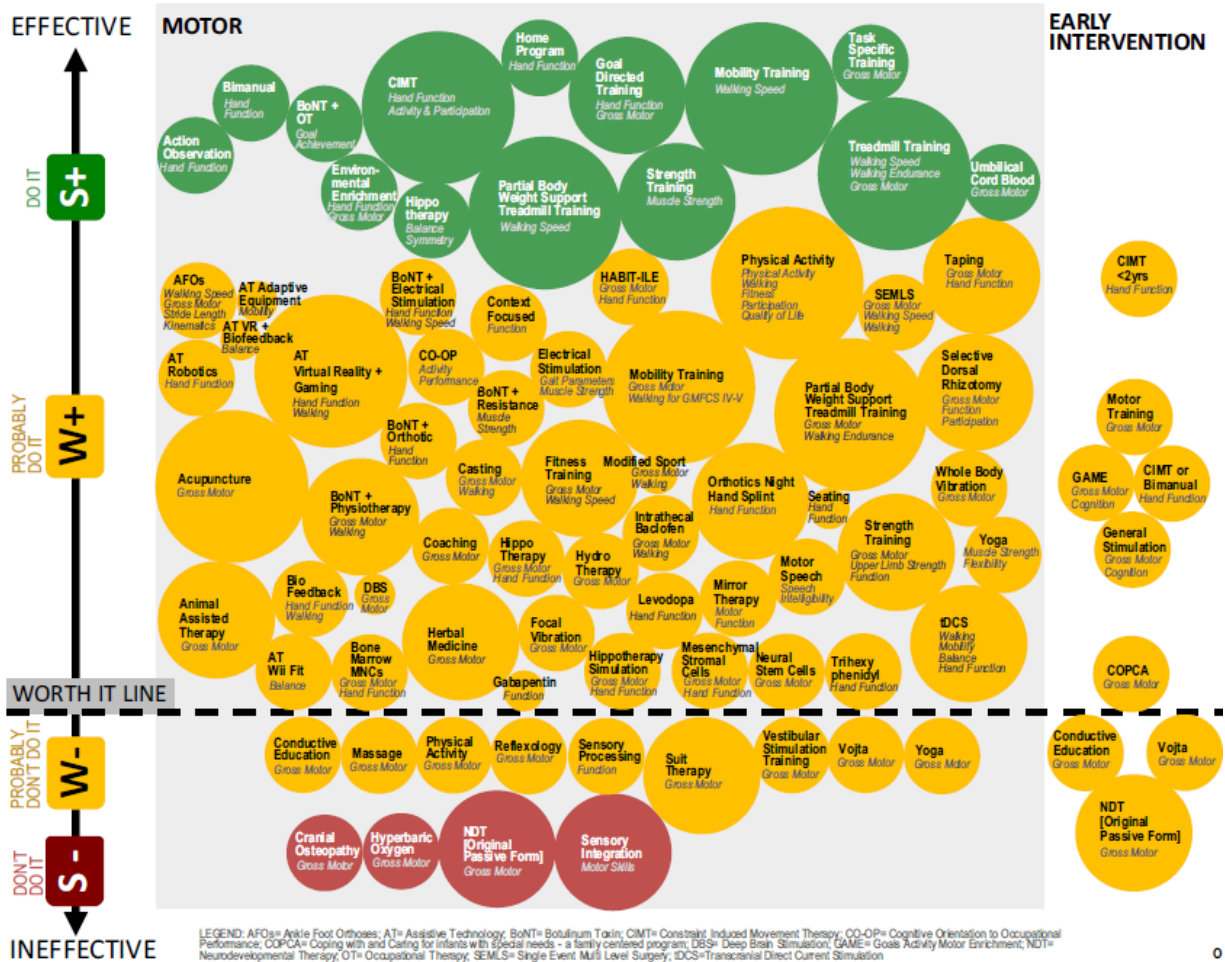 EFFECTIVE
MOTOR
EARLY
INTERVENTION
DO IT
S+
PROBABLY
DO IT
W+
WORTH IT LINE
PROBABLY
DON'T DO IT
W-
DON'T
DO IT
S -
INEFFECTIVE
Home
Program
Hand Function
Task
Specific
Training
Gross Motor
Goal
Directed
Training
Hand Function
Gross Motor
Mobility Training
Walking Speed
CIMT
Hand Function
Activity & Participation
Bimanual
Hand
Function
BoNT +
OT
Goal
Achievement
Action
Observation
Hand Function
Environ-
mental
Enrichment
Hand Function
Gross Motor
Hippo
therapy
Balance
Symmetry
Partial Body
Weight Support
Treadmill Training
Walking Speed
Strength
Training
Muscle Strength
Treadmill Training
Walking Speed
Walking Endurance
Gross Motor
Umbilical
Cord Blood
Gross Motor
AFOs
Walking Speed
Gross Motor
Stride Length
Kinematics
AT Adaptive
Equipment
Mobility
AT VR +
Biofeedback
Balance
AT
Robotics
Hand Function
AT
Virtual Reality +
Gaming
Hand Function
Walking
BoNT +
Electrical
Stimulation
Hand Function
Walking Speed
Context
Focused
Function
HABIT-ILE
Gross Motor
Hand Function
Physical Activity
Physical Activity
Walking
Fitness
Participation
Quality of Life
SEMLS
Gross Motor
Walking Speed
Walking
Taping
Gross Motor
Hand Function
CO-OP
Activity
Performance
Electrical
Stimulation
Gait Parameters
Muscle Strength
BoNT +
Resistance
Muscle
Strength
Mobility Training
Gross Motor
Walking for GMFCS IV-V
Partial Body
Weight Support
Treadmill Training
Gross Motor
Walking Endurance
Selective
Dorsal
Rhizotomy
Gross Motor
Function
Participation
BoNT +
Orthotic
Hand
Function
Acupuncture
Gross Motor
BoNT +
Physiotherapy
Gross Motor
Walking
Casting
Gross Motor
Walking
Fitness
Training
Gross Motor
Walking Speed
Modified Sport
Gross Motor
Walking
Orthotics Night
Hand Splint
Hand Function
Seating
Hand
Function
Whole Body
Vibration
Gross Motor
Coaching
Gross Motor
Hippo
Therapy
Gross Motor
Hand Function
Hydro
Therapy
Gross Motor
Intrathecal
Baclofen
Gross Motor
Walking
Strength
Training
Gross Motor
Upper Limb Strength
Function
Yoga
Muscle Strength
Flexibility
Animal
Assisted
Therapy
Gross Motor
Bio
Feedback
Hand Function
Walking
DBS
Gross
Motor
Herbal
Medicine
Gross Motor
Focal
Vibration
Gross Motor
Levodopa
Hand Function
Mirror
Therapy
Motor
Function
Motor
Speech
Speech
Intelligibility
tDCS
Walking
Mobility
Balance
Hand Function
AT
Wii Fit
Balance
Bone
Marrow
MNCs
Gross Motor
Hand Function
Gabapentin
Function
Hippotherapy
Simulation
Gross Motor
Hand Function
Mesenchymal
Stromal
Cells
Gross Motor
Hand Function
Neural
Stem Cells
Gross Motor
Trihexy
phenidyl
Hand Function
Conductive
Education
Gross Motor
Massage
Gross Motor
Physical
Activity
Gross Motor
Reflexology
Gross Motor
Sensory
Processing
Function
Suit
Therapy
Gross Motor
Vestibular
Stimulation
Training
Gross Motor
Vojta
Gross Motor
Yoga
Gross Motor
Cranial
Osteopathy
Gross Motor
Hyperbaric
Oxygen
Gross Motor
NDT
[Original
Passive Form]
Gross Motor
Sensory
Integration
Motor Skills
CIMT
<2yrs
Hand Function
Motor
Training
Gross Motor
GAME
Gross Motor
Cognition
CIMT or
Bimanual
Hand Function
General
Stimulation
Gross Motor
Cognition
COPCA
Gross Motor
Conductive
Education
Gross Motor
Vojta
Gross Motor
NDT
[Original
Passive Form]
Gross Motor
LEGEND: AFOs= Ankle Foot Orthoses; AT= Assistive Technology; BoNT= Botulinum Toxin; CIMT= Constraint Induced Movement Therapy; CO-OP= Cognitive Orientation to Occupational
Performance; COPCA= Coping with and Caring for infants with special needs - a family centered program; DBS= Deep Brain Stimulation; GAME= Goals Activity Motor Enrichment; NDT=
Neurodevelopmental Therapy; OT= Occupational Therapy; SEMLS= Single Event Multi Level Surgery; tDCS=Transcranial Direct Current Stimulation
0